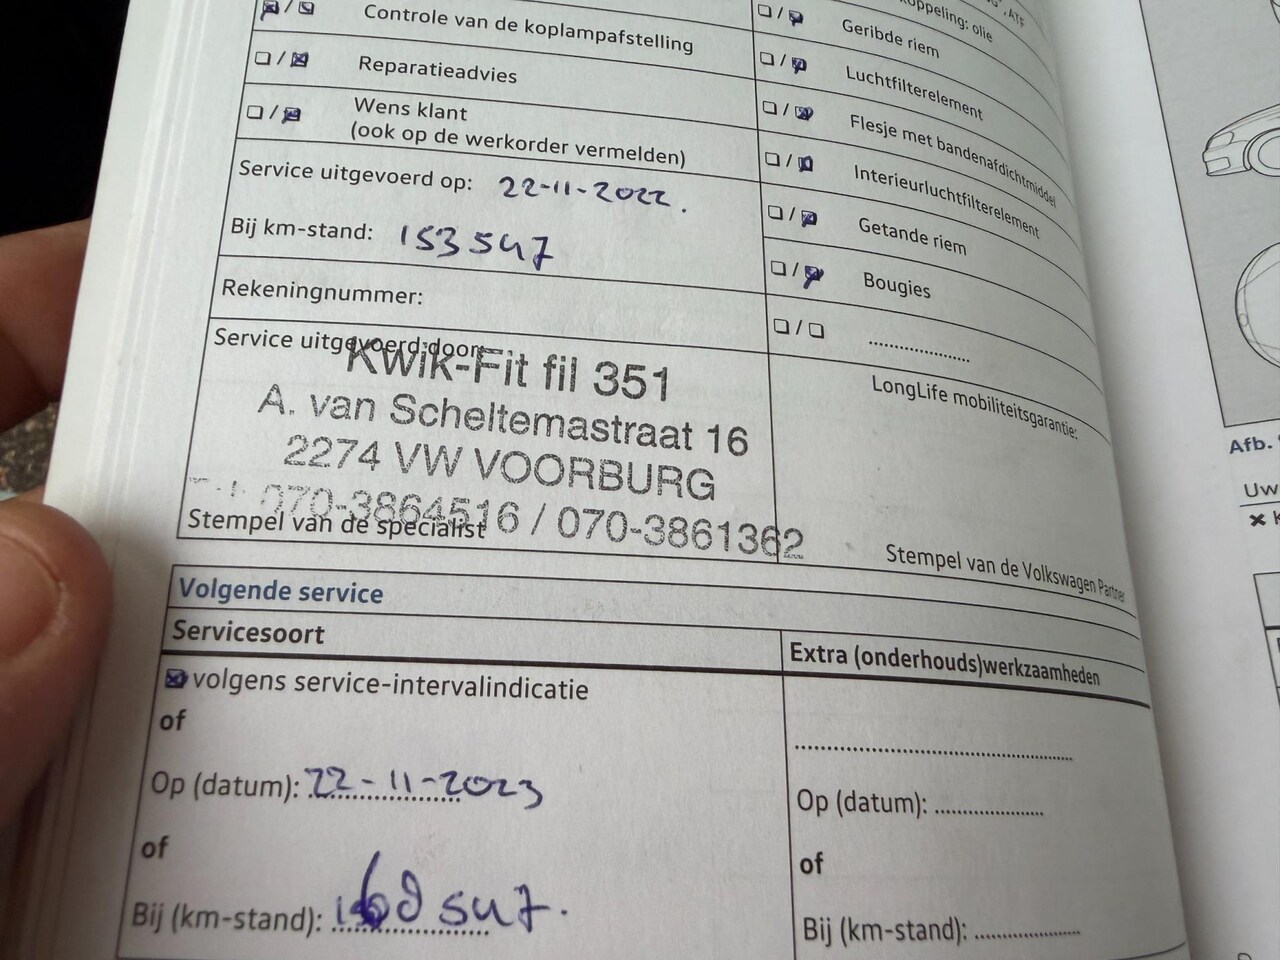 Controle van de koplampafstelling
Reparatieadvies
Wens klant
(ook op de werkorder vermelden)
Service uitgevoerd op: 22-11-2022.
Bij km-stand: 153547
Rekeningnummer:
Service uitgevoerd door:
Kwik-Fit fil 351
A. van Scheltemastraat 16
2274 VW VOORBURG
070-3864516 / 070-3861362
Stempel van de specialist
koppeling: olie
Geribde riem
Luchtfilterelement
Flesje met bandenafdichtmiddel
Interieurluchtfilterelement
Getande riem
Bougies
LongLife mobiliteitsgarantie:
Stempel van de Volkswagen Partner
Volgende service
Servicesoort
volgens service-intervalindicatie
of
Op (datum): 22-11-2023
of
Bij (km-stand): 168547.
Extra (onderhouds)werkzaamheden
Op (datum):
of
Bij (km-stand):
Afb.
Uw